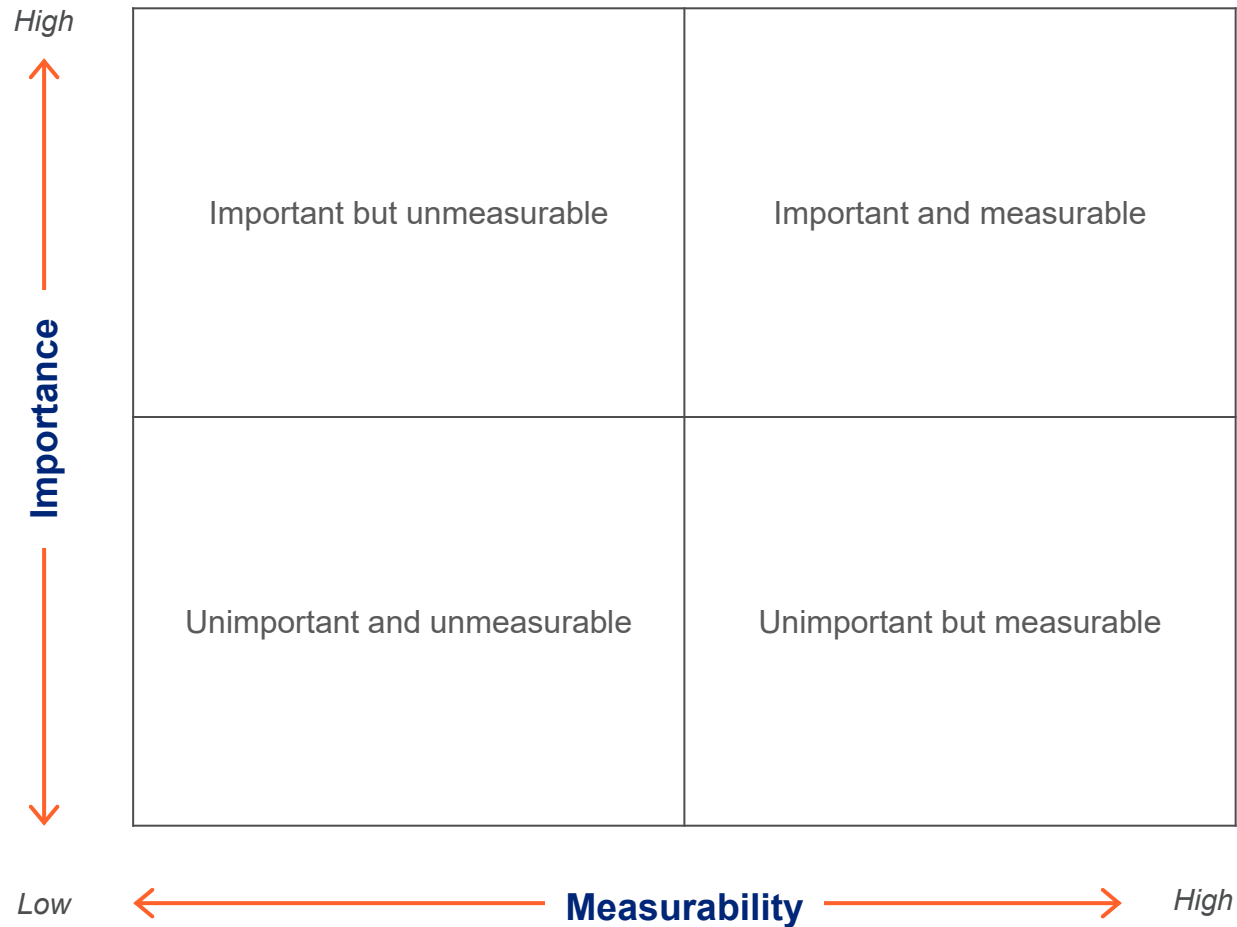 High
Important but unmeasurable
Important and measurable
Importance
Unimportant and unmeasurable
Unimportant but measurable
Low
Measurability
High